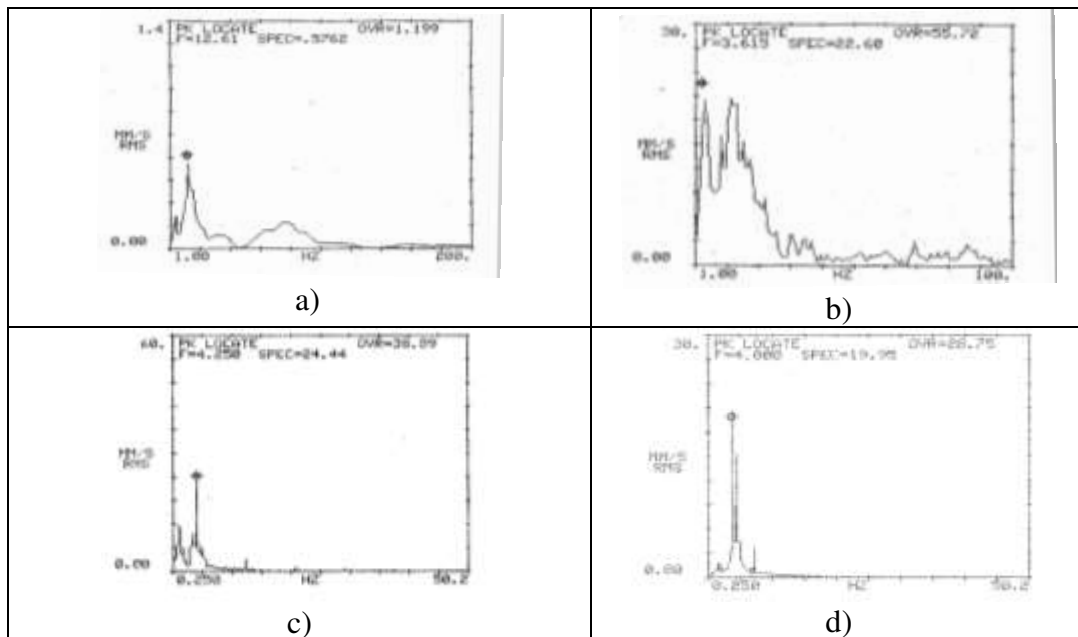 1.4 PK LOCATE OVR=1.199
F=12.61 SPEC=.5762
MM/S
RMS
0.00
1.00 HZ 200.
a)
30. PK LOCATE OVR=55.72
F=3.615 SPEC=22.60
MM/S
RMS
0.00
1.00 HZ 100.
b)
60. PK LOCATE OVR=38.89
F=4.250 SPEC=24.44
MM/S
RMS
0.00
0.250 HZ 50.2
c)
30. PK LOCATE OVR=28.75
F=4.000 SPEC=19.95
MM/S
RMS
0.00
0.250 HZ 50.2
d)